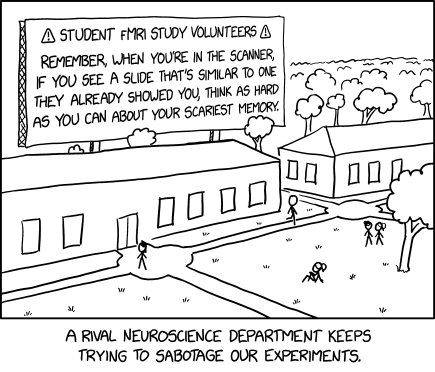 ⚠ STUDENT fMRI STUDY VOLUNTEERS ⚠
REMEMBER, WHEN YOU'RE IN THE SCANNER,
IF YOU SEE A SLIDE THAT'S SIMILAR TO ONE
THEY ALREADY SHOWED YOU, THINK AS HARD
AS YOU CAN ABOUT YOUR SCARIEST MEMORY.
A RIVAL NEUROSCIENCE DEPARTMENT KEEPS
TRYING TO SABOTAGE OUR EXPERIMENTS.